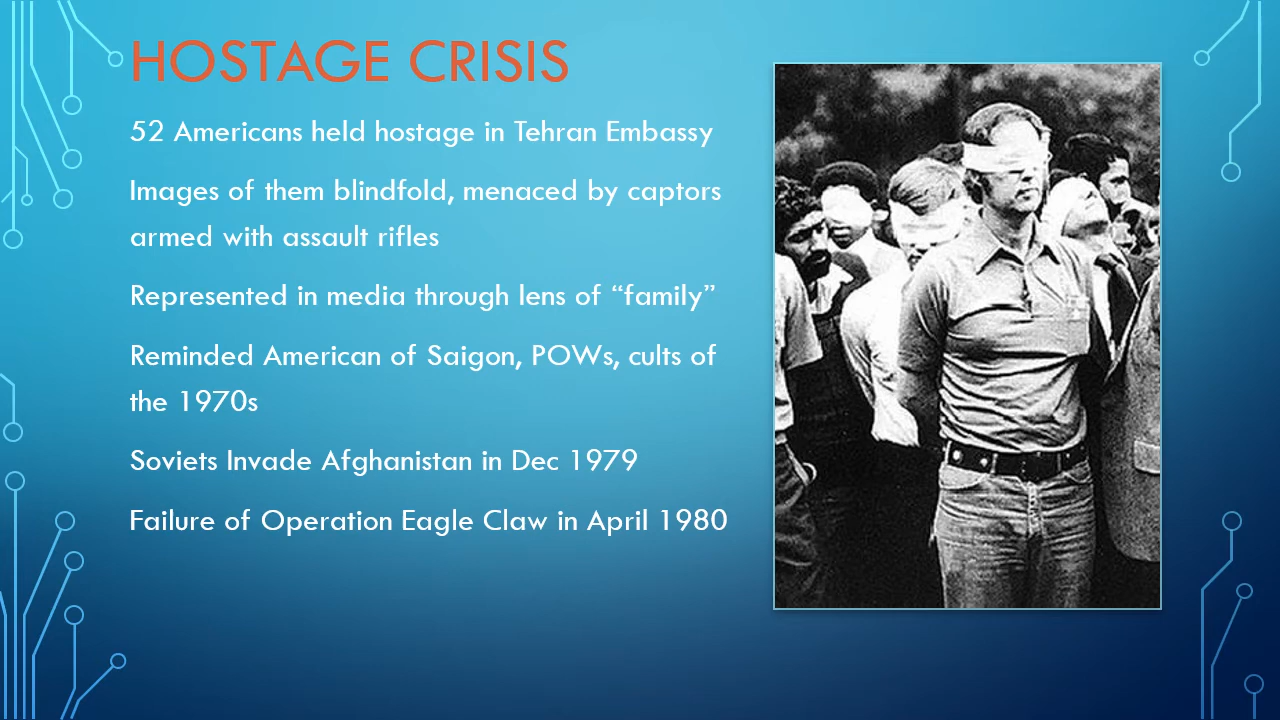 HOSTAGE CRISIS
52 Americans held hostage in Tehran Embassy
Images of them blindfold, menaced by captors
armed with assault rifles
Represented in media through lens of “family”
Reminded American of Saigon, POWs, cults of
the 1970s
Soviets Invade Afghanistan in Dec 1979
Failure of Operation Eagle Claw in April 1980